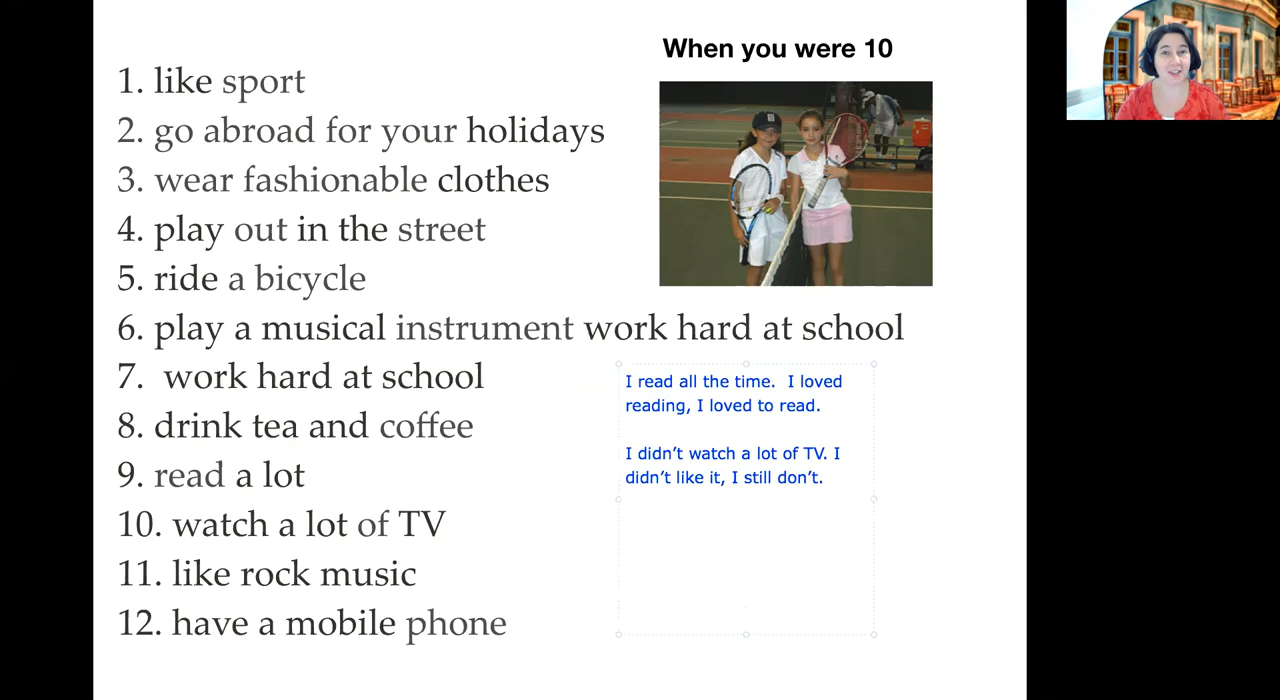 When you were 10
1. like sport
2. go abroad for your holidays
3. wear fashionable clothes
4. play out in the street
5. ride a bicycle
6. play a musical instrument work hard at school
7. work hard at school
8. drink tea and coffee
9. read a lot
10. watch a lot of TV
11. like rock music
12. have a mobile phone
I read all the time. I loved
reading, I loved to read.
I didn’t watch a lot of TV. I
didn’t like it, I still don’t.